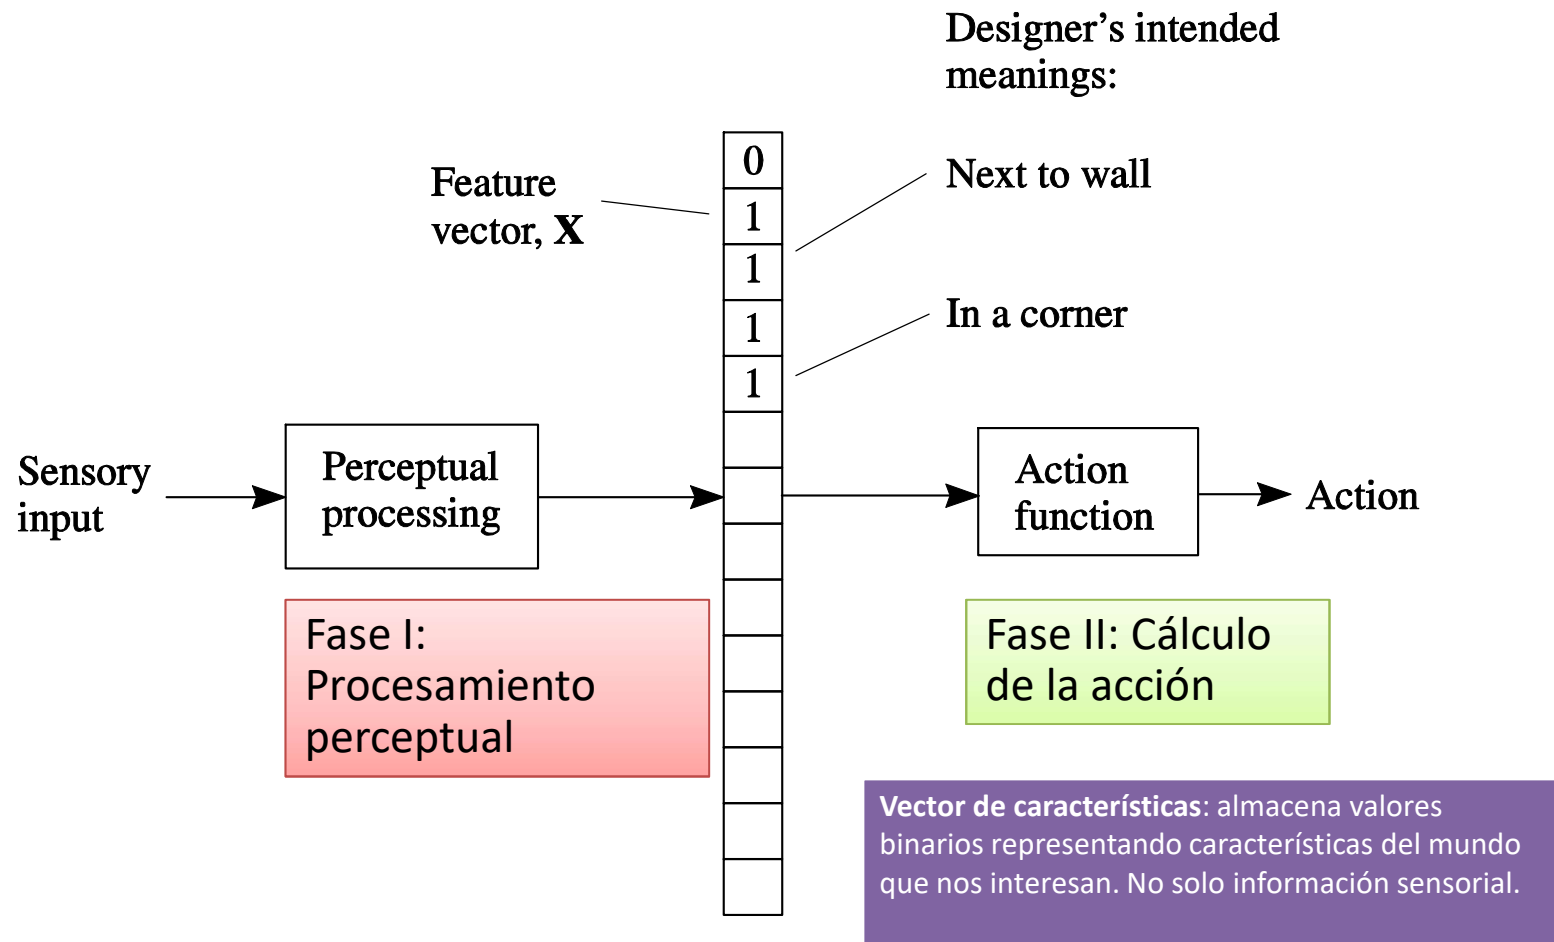 Designer’s intended
meanings:
Feature
vector, X
0
1
1
1
1
Next to wall
In a corner
Sensory
input
Perceptual
processing
Action
function
Action
Fase I:
Procesamiento
perceptual
Fase II: Cálculo
de la acción
Vector de características: almacena valores
binarios representando características del mundo
que nos interesan. No solo información sensorial.